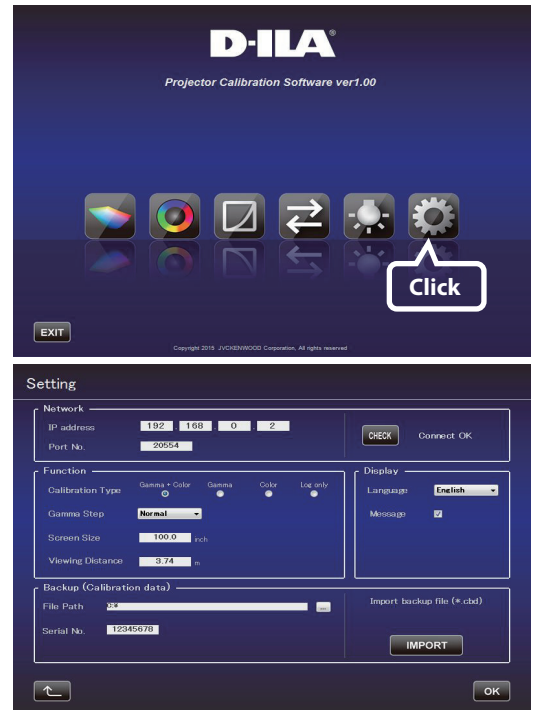 D-ILA®
Projector Calibration Software ver1.00
Click
EXIT
Copyright 2015 JVCKENWOOD Corporation, All rights reserved
Setting
Network
IP address 192 . 168 . 0 . 2
CHECK Connect OK
Port No. 20554
Function
Calibration Type Gamma + Color Gamma Color Log only
Gamma Step Normal
Screen Size 100.0 inch
Viewing Distance 3.74 m
Display
Language English
Message
Backup (Calibration data)
File Path C:¥ ...
Serial No. 12345678
Import backup file (*.cbd)
IMPORT
OK